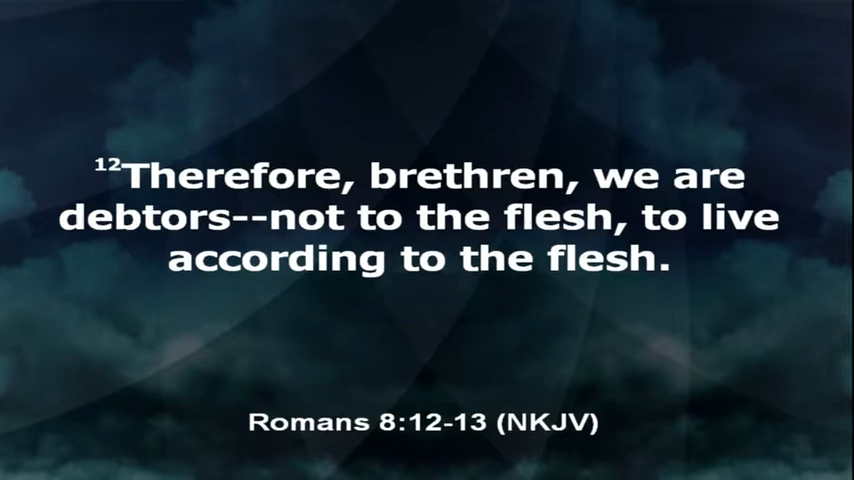 12Therefore, brethren, we are
debtors--not to the flesh, to live
according to the flesh.
Romans 8:12-13 (NKJV)